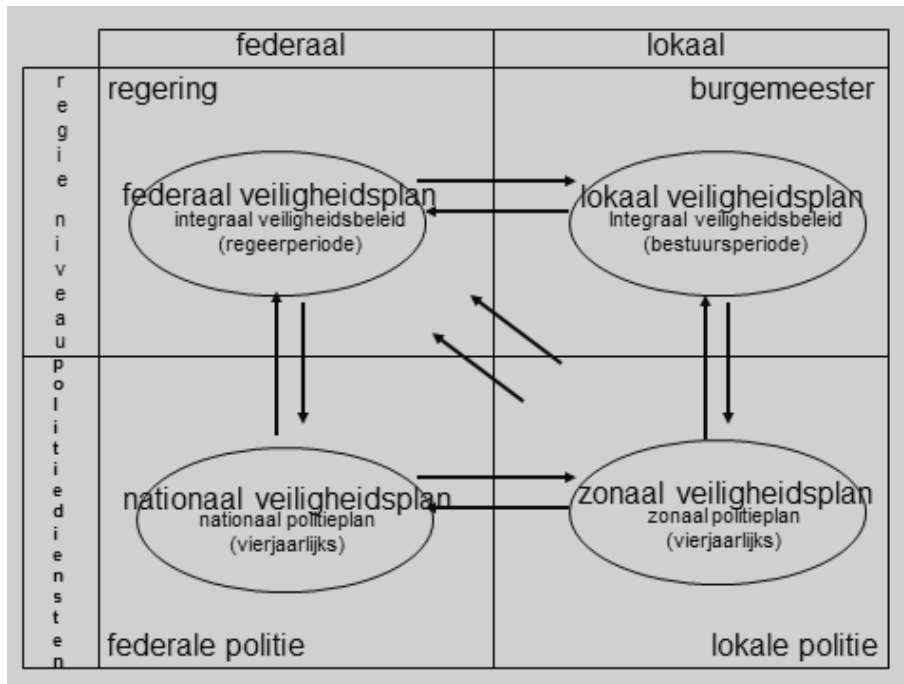 federaal
lokaal
regie niveau
regering
burgemeester
federaal veiligheidsplan
integraal veiligheidsbeleid
(regeerperiode)
lokaal veiligheidsplan
Integraal veiligheidsbeleid
(bestuursperiode)
politiediensten
nationaal veiligheidsplan
nationaal politieplan
(vierjaarlijks)
zonaal veiligheidsplan
zonaal politieplan
(vierjaarlijks)
federale politie
lokale politie